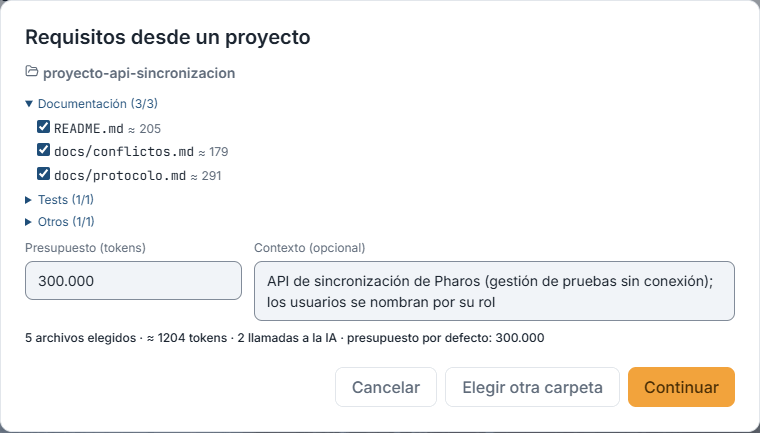 Requisitos desde un proyecto
proyecto-api-sincronizacion
Documentación (3/3)
README.md ≈ 205
docs/conflictos.md ≈ 179
docs/protocolo.md ≈ 291
Tests (1/1)
Otros (1/1)
Presupuesto (tokens)
300.000
Contexto (opcional)
API de sincronización de Pharos (gestión de pruebas sin conexión);
los usuarios se nombran por su rol
5 archivos elegidos · ≈ 1204 tokens · 2 llamadas a la IA · presupuesto por defecto: 300.000
Cancelar
Elegir otra carpeta
Continuar